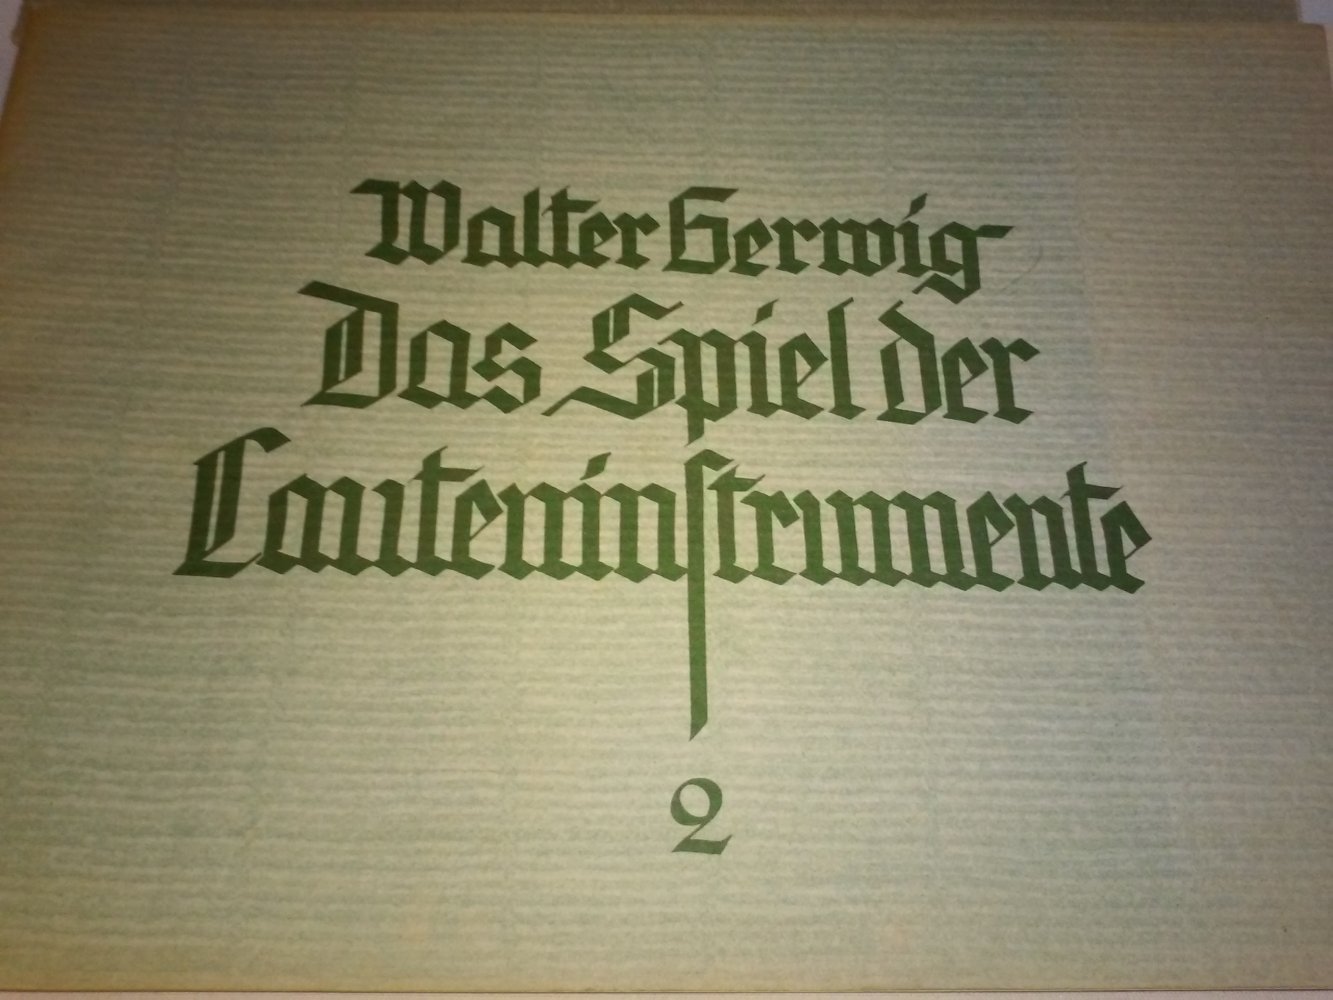 Walter Gerwig
Das Spiel der
Lauteninſtrumente
2